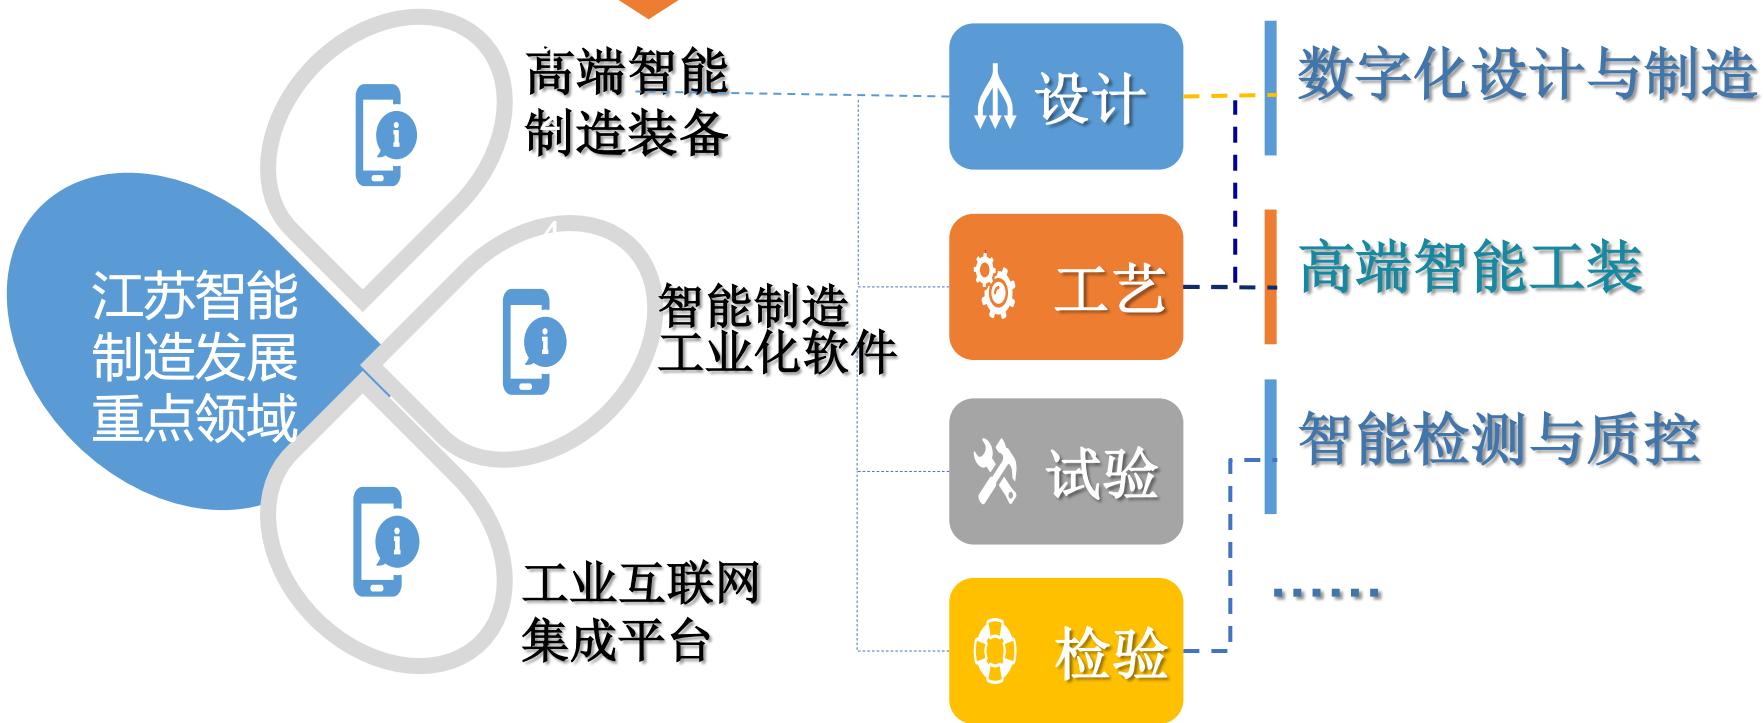 江苏智能
制造发展
重点领域
高端智能
制造装备
4
智能制造
工业化软件
工业互联网
集成平台
设计
工艺
试验
检验
数字化设计与制造
高端智能工装
智能检测与质控
……